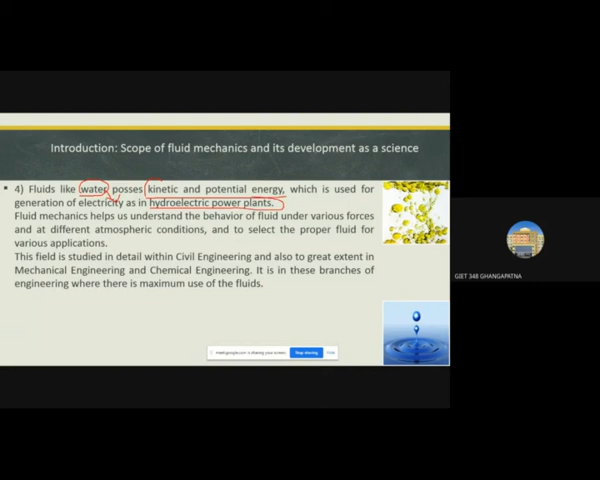 Introduction: Scope of fluid mechanics and its development as a science
• 4) Fluids like water posses kinetic and potential energy, which is used for
generation of electricity as in hydroelectric power plants.
Fluid mechanics helps us understand the behavior of fluid under various forces
and at different atmospheric conditions, and to select the proper fluid for
various applications.
This field is studied in detail within Civil Engineering and also to great extent in
Mechanical Engineering and Chemical Engineering. It is in these branches of
engineering where there is maximum use of the fluids.
meet.google.com is sharing your screen. Stop sharing Hide
GIET 348 GHANGAPATNA